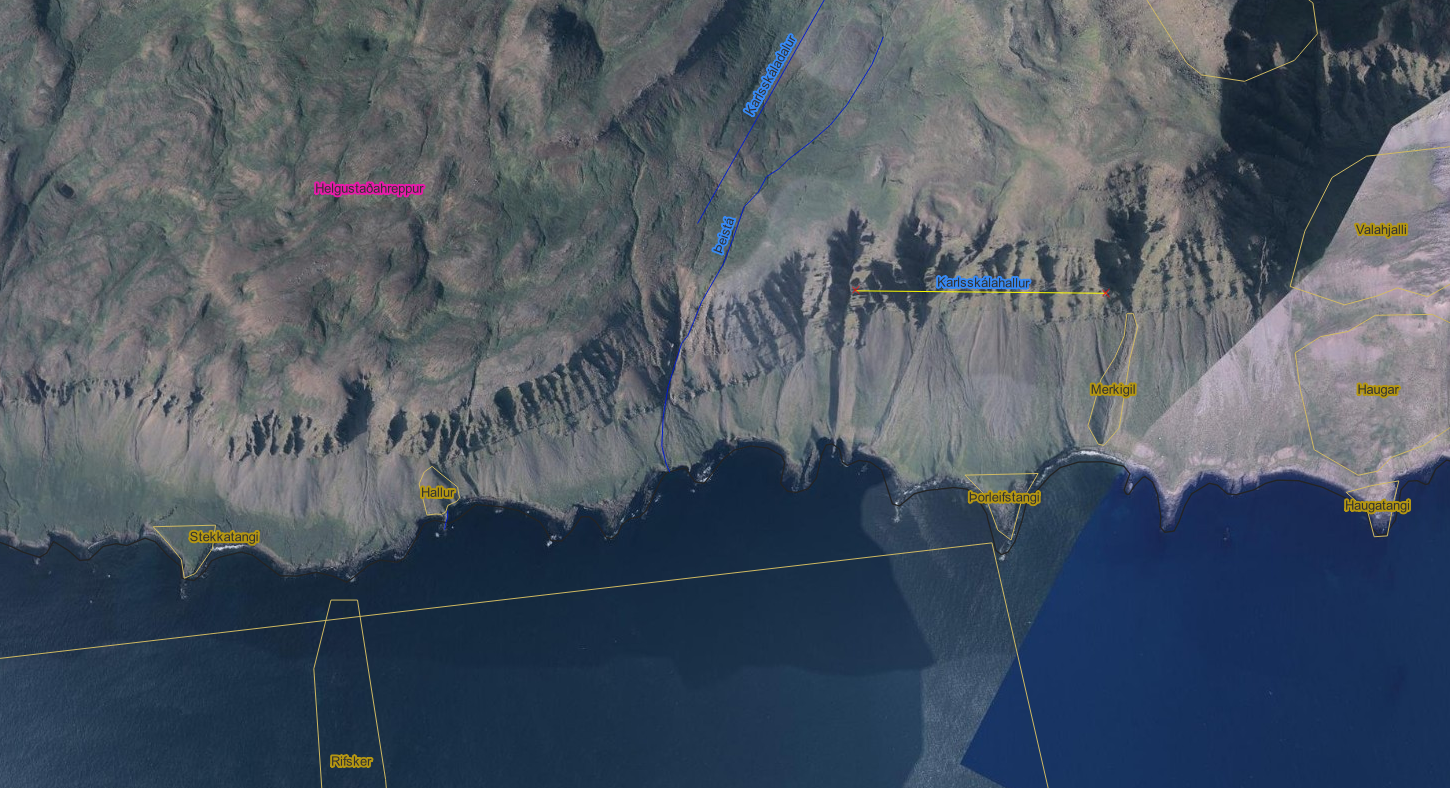 Karlsskáladalur
Helgustaðahreppur
Þeistá
Valahjalli
Karlsskálahallur
Merkigil
Haugar
Hallur
Þorleifstangi
Haugatangi
Stekkatangi
Rifsker